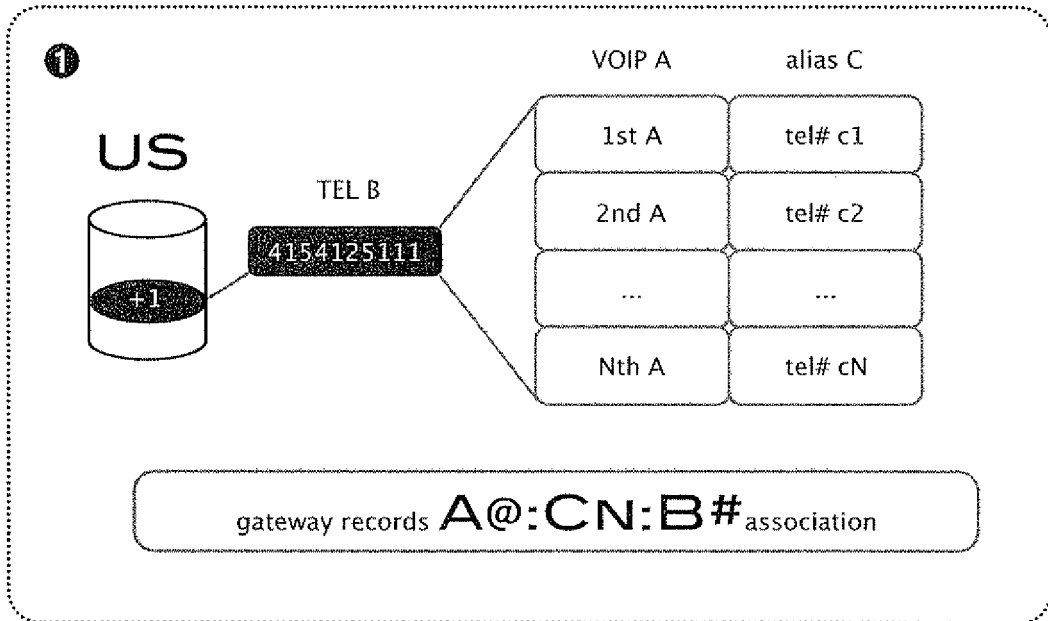 1
VOIP A alias C
US
1st A tel# c1
TEL B
2nd A tel# c2
4154125111
+1
... ...
Nth A tel# cN
gateway records A@:CN:B# association